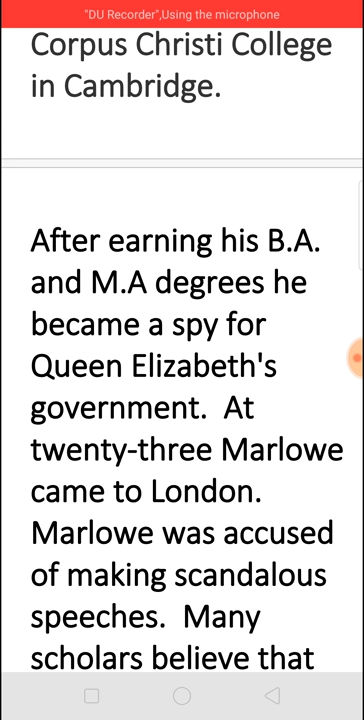 "DU Recorder",Using the microphone
Corpus Christi College
in Cambridge.
After earning his B.A.
and M.A degrees he
became a spy for
Queen Elizabeth's
government.  At
twenty-three Marlowe
came to London.
Marlowe was accused
of making scandalous
speeches.  Many
scholars believe that